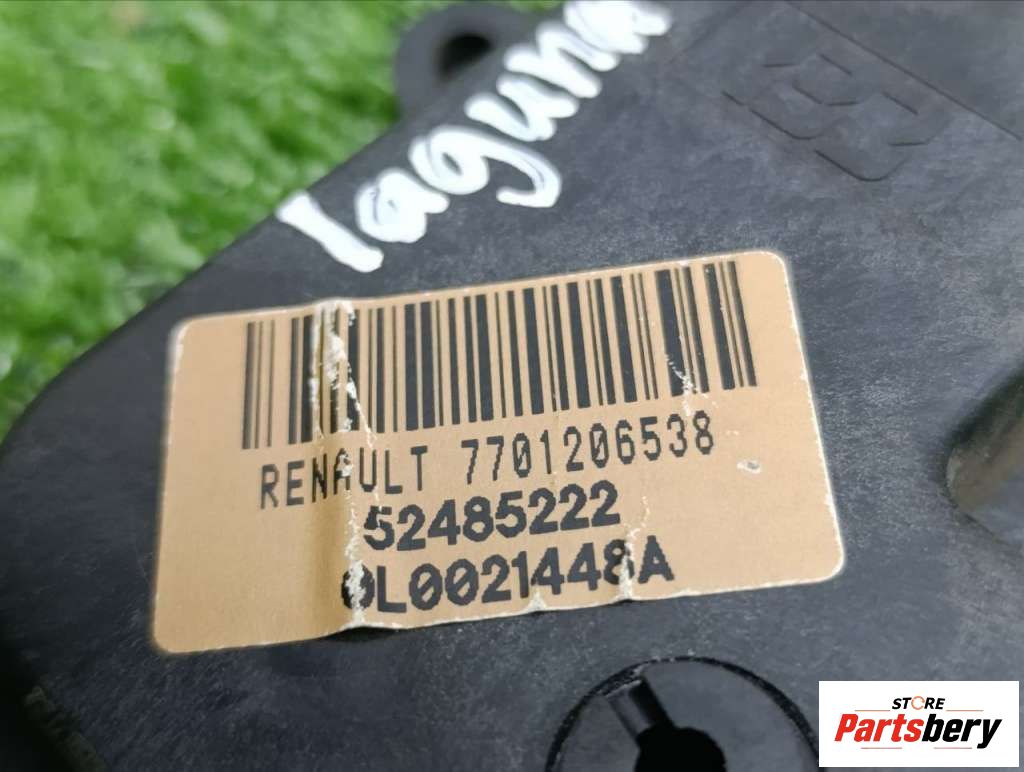 laguna
RENAULT 7701206538
52485222
0L0021448A
STORE
Partsbery